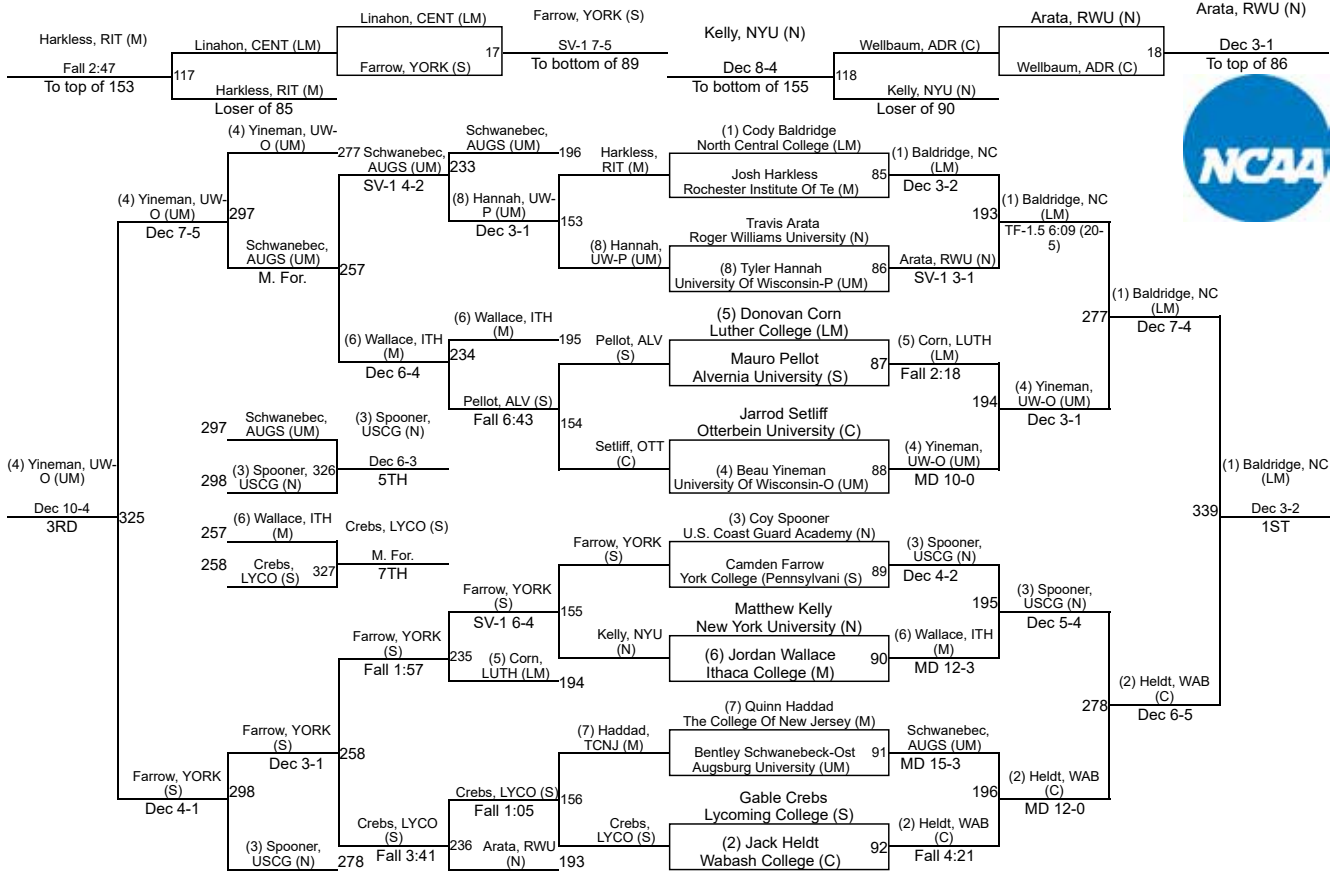 Harkless, RIT (M)
Fall 2:47
To top of 153
117
Linahon, CENT (LM)
Harkless, RIT (M)
Loser of 85
Linahon, CENT (LM)
Farrow, YORK (S)
17
Farrow, YORK (S)
SV-1 7-5
To bottom of 89
Kelly, NYU (N)
Dec 8-4
To bottom of 155
118
Wellbaum, ADR (C)
Kelly, NYU (N)
Loser of 90
Arata, RWU (N)
Wellbaum, ADR (C)
18
Arata, RWU (N)
Dec 3-1
To top of 86
NCAA
(4) Yineman, UW-
O (UM)
277
Schwanebec,
AUGS (UM)
SV-1 4-2
Schwanebec,
AUGS (UM)
196
233
(8) Hannah, UW-
P (UM)
Dec 3-1
Harkless,
RIT (M)
153
(8) Hannah,
UW-P (UM)
(1) Cody Baldridge
North Central College (LM)
Josh Harkless
Rochester Institute Of Te (M)
85
(1) Baldridge, NC
(LM)
Dec 3-2
Travis Arata
Roger Williams University (N)
(8) Tyler Hannah
University Of Wisconsin-P (UM)
86
Arata, RWU (N)
SV-1 3-1
193
(1) Baldridge, NC
(LM)
TF-1.5 6:09 (20-
5)
(4) Yineman, UW-
O (UM)
Dec 7-5
297
Schwanebec,
AUGS (UM)
M. For.
257
(6) Wallace, ITH
(M)
Dec 6-4
(6) Wallace, ITH
(M)
195
234
Pellot, ALV (S)
Fall 6:43
Pellot, ALV
(S)
154
Setliff, OTT
(C)
(5) Donovan Corn
Luther College (LM)
Mauro Pellot
Alvernia University (S)
87
(5) Corn, LUTH
(LM)
Fall 2:18
Jarrod Setliff
Otterbein University (C)
(4) Beau Yineman
University Of Wisconsin-O (UM)
88
(4) Yineman,
UW-O (UM)
MD 10-0
194
(4) Yineman,
UW-O (UM)
Dec 3-1
277
(1) Baldridge, NC
(LM)
Dec 7-4
297
Schwanebec,
AUGS (UM)
298
(3) Spooner,
USCG (N)
326
(3) Spooner,
USCG (N)
Dec 6-3
5TH
(4) Yineman, UW-
O (UM)
Dec 10-4
3RD
325
257
(6) Wallace, ITH
(M)
258
Crebs,
LYCO (S)
327
Crebs, LYCO (S)
M. For.
7TH
339
(1) Baldridge, NC
(LM)
Dec 3-2
1ST
Farrow, YORK
(S)
(3) Coy Spooner
U.S. Coast Guard Academy (N)
Camden Farrow
York College (Pennsylvani (S
89
(3) Spooner,
USCG (N)
Dec 4-2
Farrow, YORK
(S)
SV-1 6-4
155
Kelly, NYU
(N)
Matthew Kelly
New York University (N)
(6) Jordan Wallace
Ithaca College (M)
90
(6) Wallace, ITH
(M)
MD 12-3
195
(3) Spooner,
USCG (N)
Dec 5-4
Farrow, YORK
(S)
Fall 1:57
235
(5) Corn,
LUTH (LM)
194
278
(2) Heldt, WAB
(C)
Dec 6-5
Farrow, YORK
(S)
Dec 3-1
258
(7) Haddad,
TCNJ (M)
(7) Quinn Haddad
The College Of New Jersey (M)
Bentley Schwanebeck-Ost
Augsburg University (UM)
91
Schwanebec,
AUGS (UM)
MD 15-3
Farrow, YORK
(S)
Dec 4-1
298
Crebs, LYCO (S)
Fall 1:05
156
196
(2) Heldt, WAB
(C)
MD 12-0
(3) Spooner,
USCG (N)
278
Crebs, LYCO
(S)
Fall 3:41
236
Arata, RWU
(N)
193
Crebs,
LYCO (S)
Gable Crebs
Lycoming College (S)
(2) Jack Heldt
Wabash College (C)
92
(2) Heldt, WAB
(C)
Fall 4:21